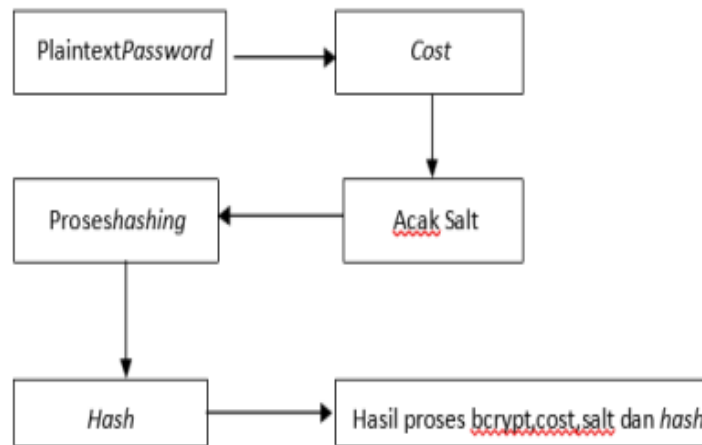 PlaintextPassword
Cost
Acak Salt
Proseshashing
Hash
Hasil proses bcrypt,cost,salt dan hash